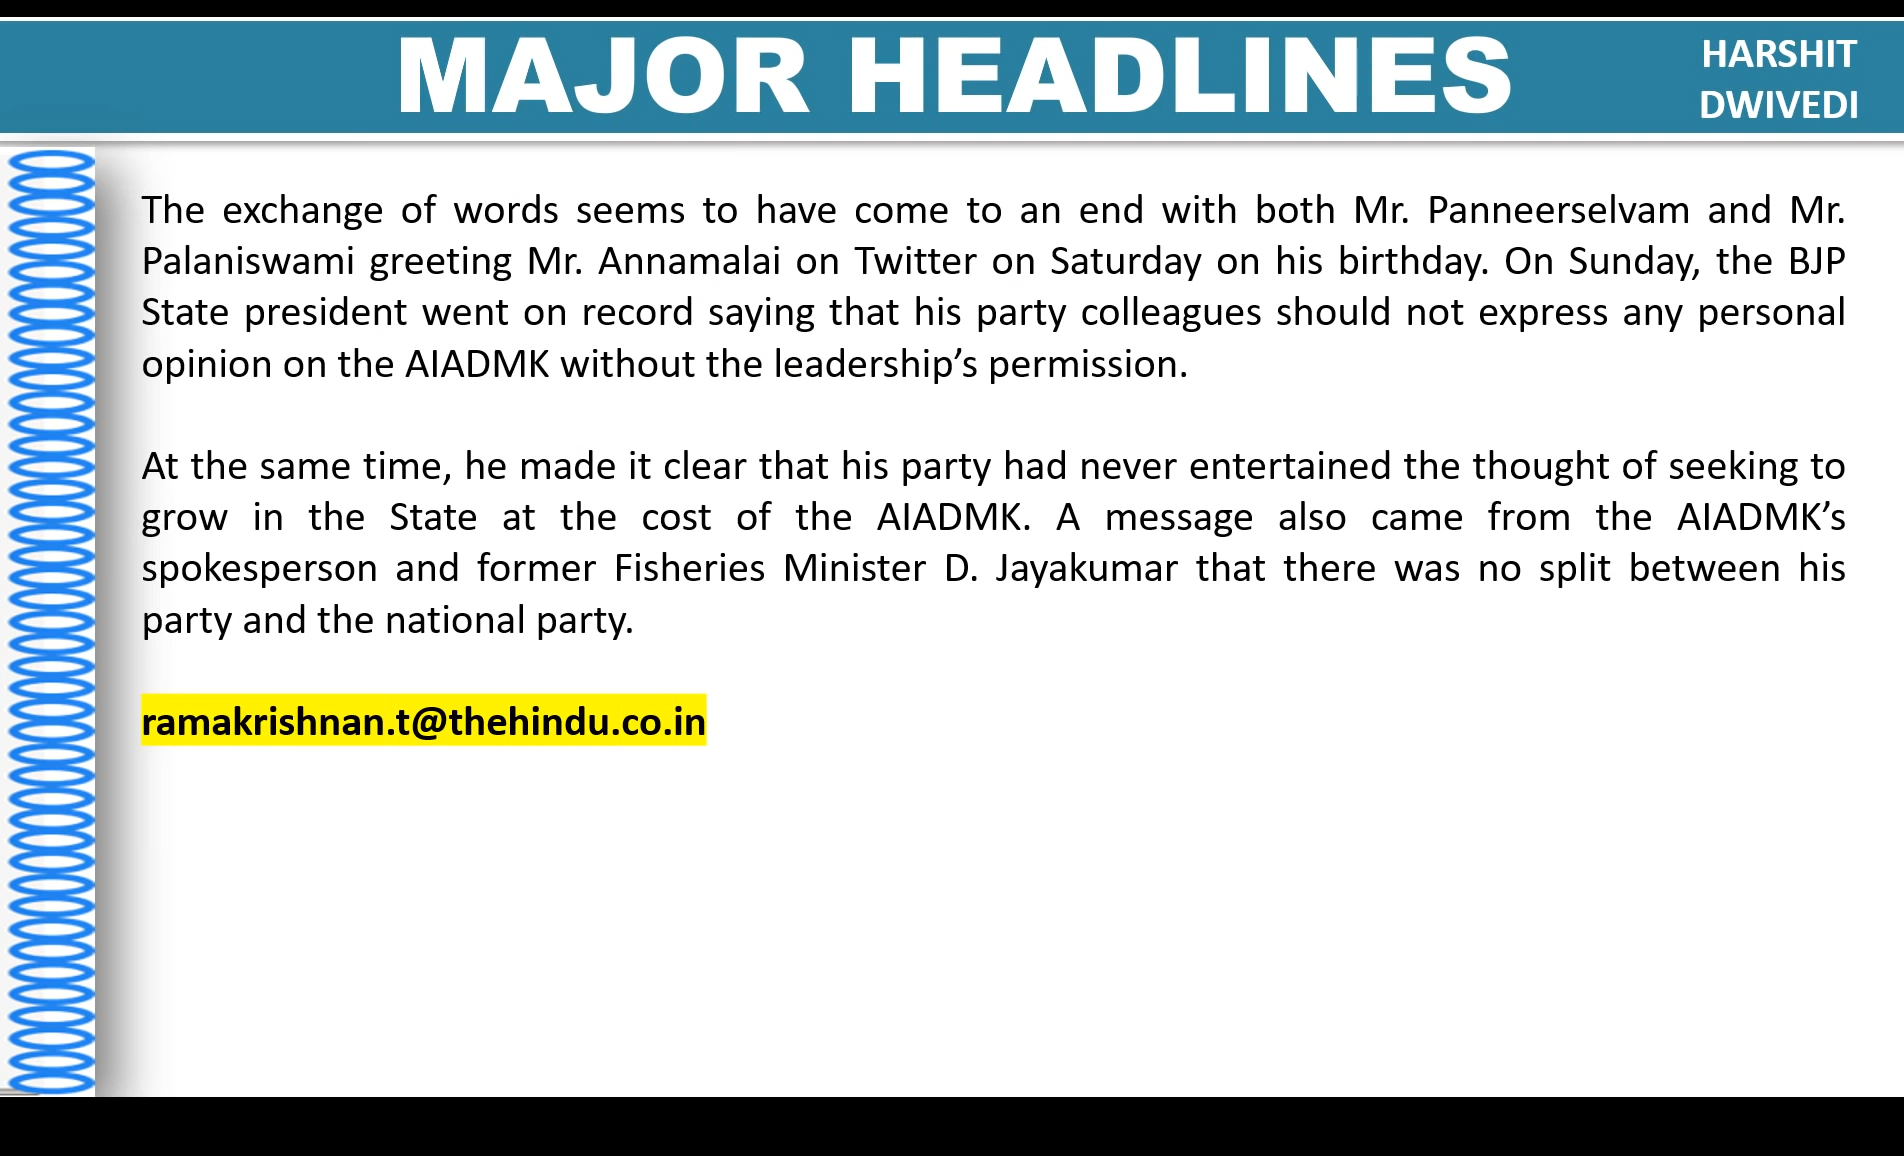 MAJOR HEADLINES
HARSHIT
DWIVEDI
The exchange of words seems to have come to an end with both Mr. Panneerselvam and Mr.
Palaniswami greeting Mr. Annamalai on Twitter on Saturday on his birthday. On Sunday, the BJP
State president went on record saying that his party colleagues should not express any personal
opinion on the AIADMK without the leadership’s permission.
At the same time, he made it clear that his party had never entertained the thought of seeking to
grow in the State at the cost of the AIADMK. A message also came from the AIADMK’s
spokesperson and former Fisheries Minister D. Jayakumar that there was no split between his
party and the national party.
ramakrishnan.t@thehindu.co.in